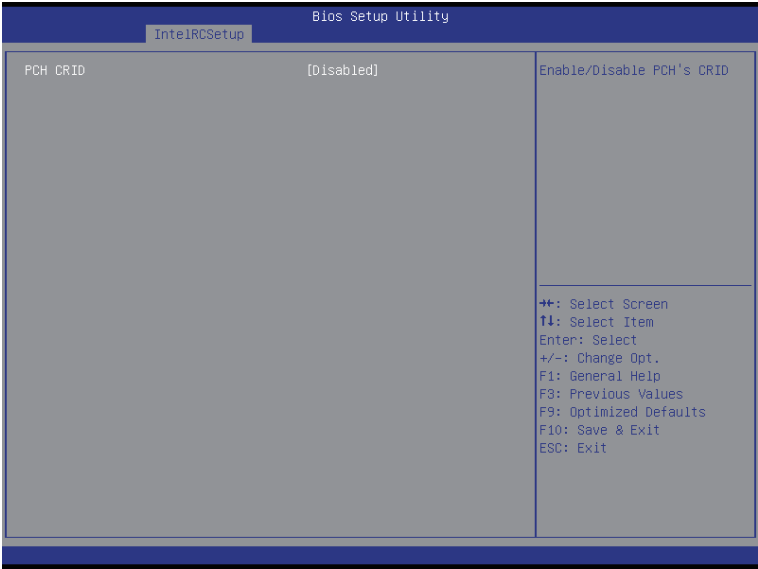 Bios Setup Utility
IntelRCSetup
PCH CRID [Disabled]
Enable/Disable PCH's CRID
→←: Select Screen
↑↓: Select Item
Enter: Select
+/-: Change Opt.
F1: General Help
F3: Previous Values
F9: Optimized Defaults
F10: Save & Exit
ESC: Exit